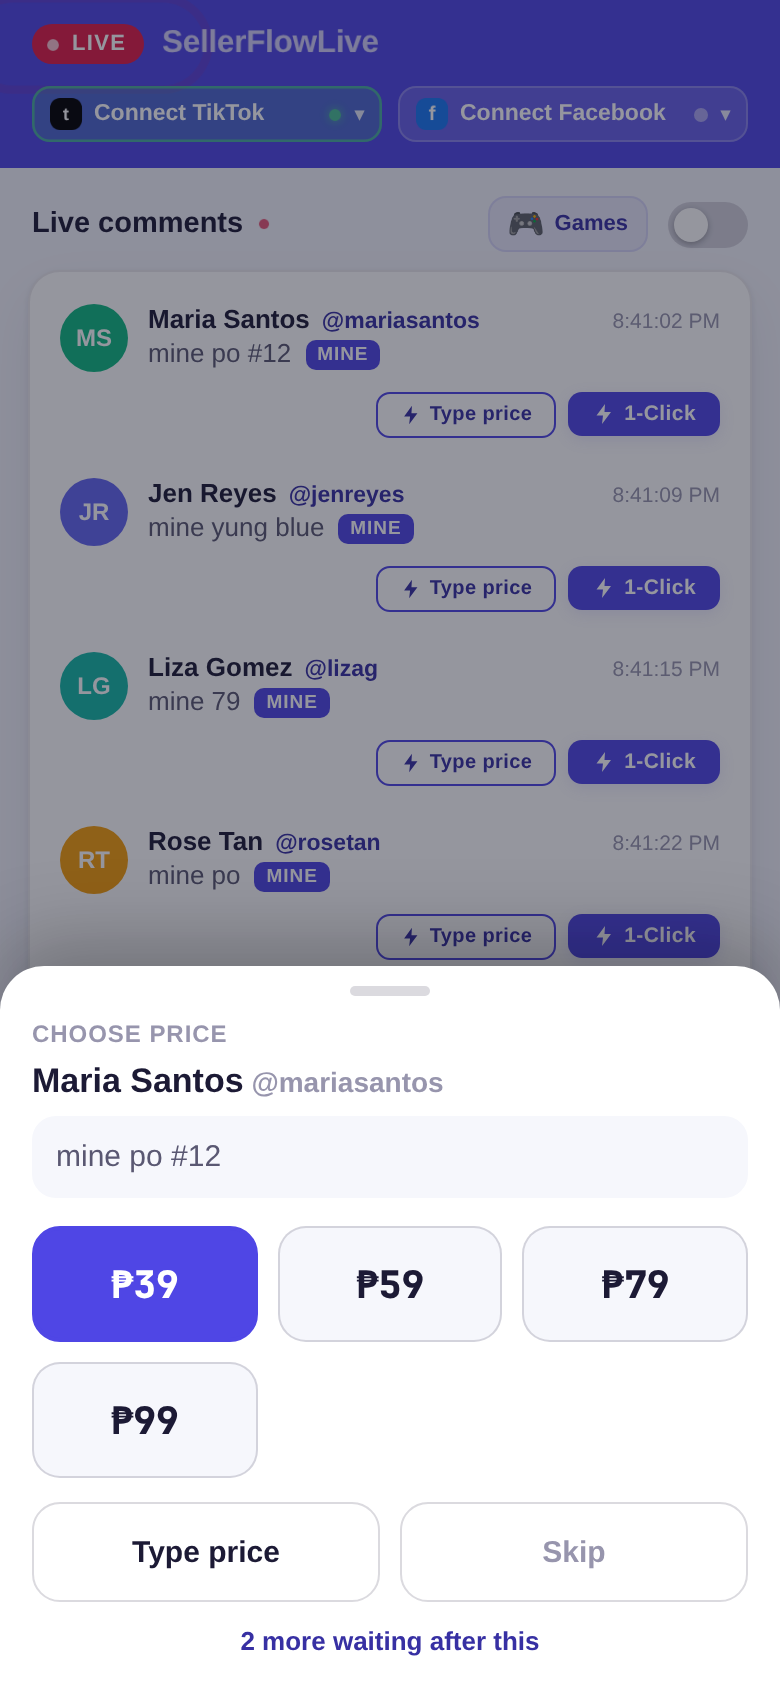 LIVE SellerFlowLive
t Connect TikTok ▼ f Connect Facebook ▼
Live comments Games
MS Maria Santos @mariasantos 8:41:02 PM
mine po #12 MINE
Type price 1-Click
JR Jen Reyes @jenreyes 8:41:09 PM
mine yung blue MINE
Type price 1-Click
LG Liza Gomez @lizag 8:41:15 PM
mine 79 MINE
Type price 1-Click
RT Rose Tan @rosetan 8:41:22 PM
mine po MINE
Type price 1-Click
CHOOSE PRICE
Maria Santos @mariasantos
mine po #12
₱39 ₱59 ₱79
₱99
Type price Skip
2 more waiting after this